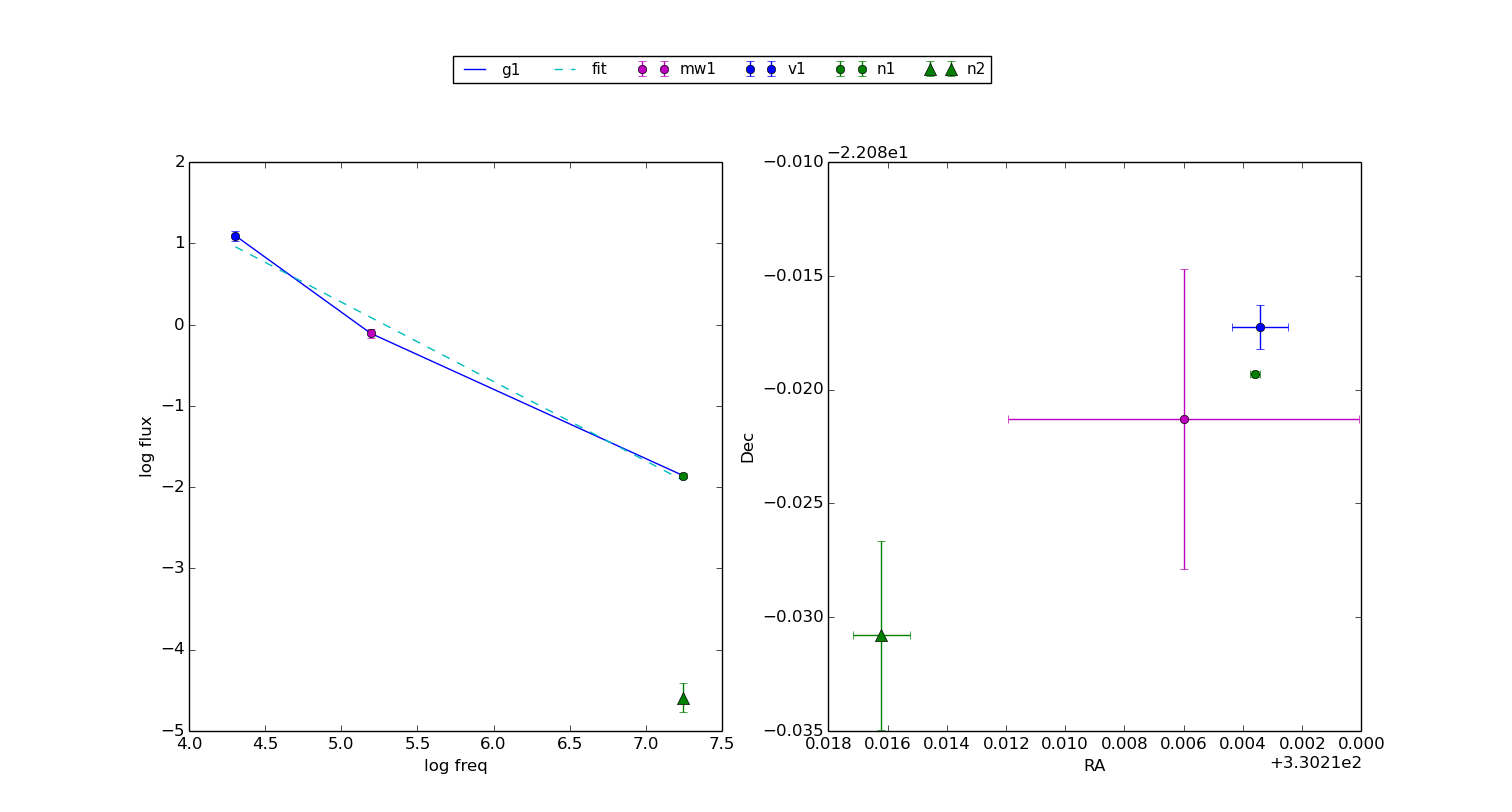 g1 fit mw1 v1 n1 n2
2
1
0
−1
−2
−3
−4
−5
log flux
4.0 4.5 5.0 5.5 6.0 6.5 7.0 7.5
log freq
−2.208e1
−0.010
−0.015
−0.020
−0.025
−0.030
−0.035
Dec
0.018 0.016 0.014 0.012 0.010 0.008 0.006 0.004 0.002 0.000
RA
+3.3021e2